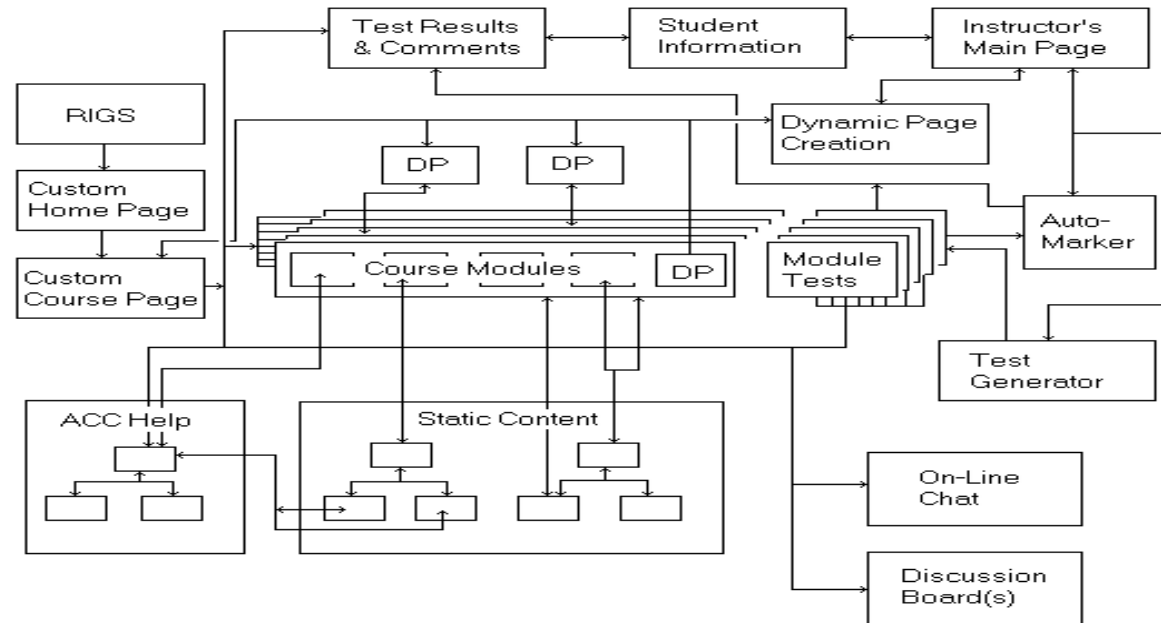 Test Results
& Comments
Student
Information
Instructor's
Main Page
RIGS
Dynamic Page
Creation
DP
DP
Custom
Home Page
Auto-
Marker
Custom
Course Page
Course Modules
DP
Module
Tests
Test
Generator
ACC Help
Static Content
On-Line
Chat
Discussion
Board(s)